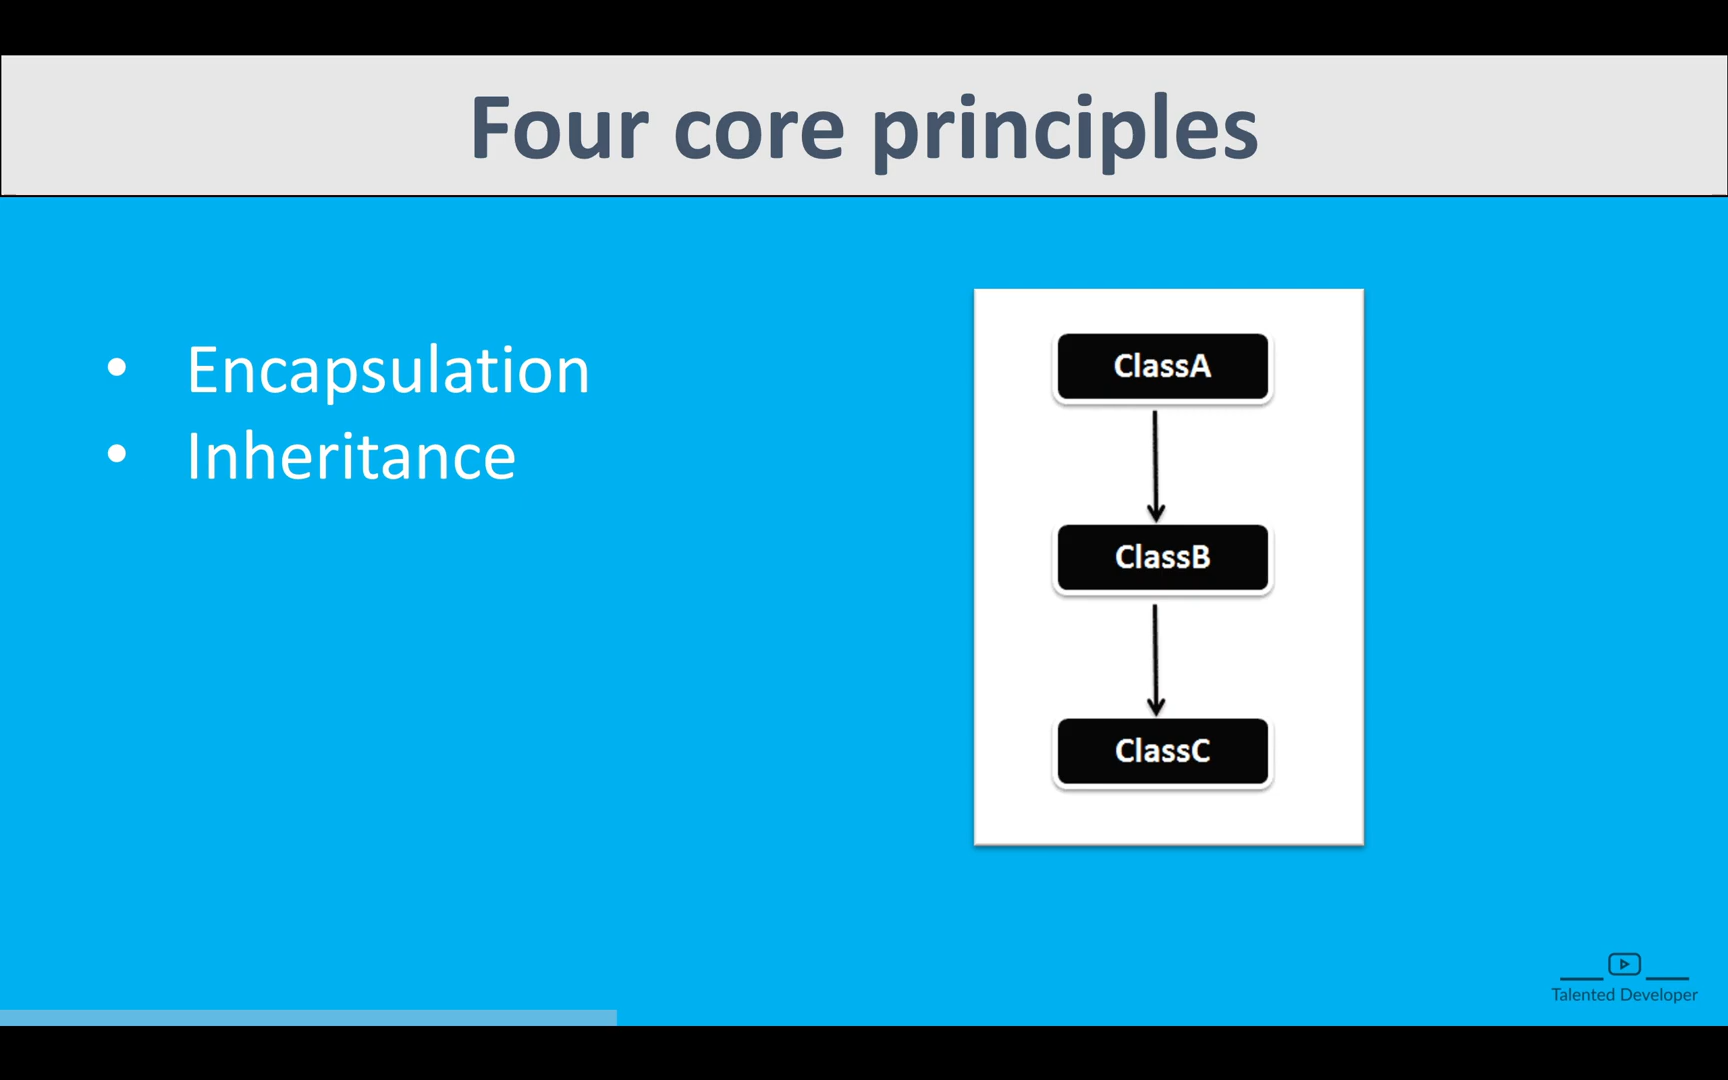 Four core principles
• Encapsulation
• Inheritance
ClassA
ClassB
ClassC
Talented Developer